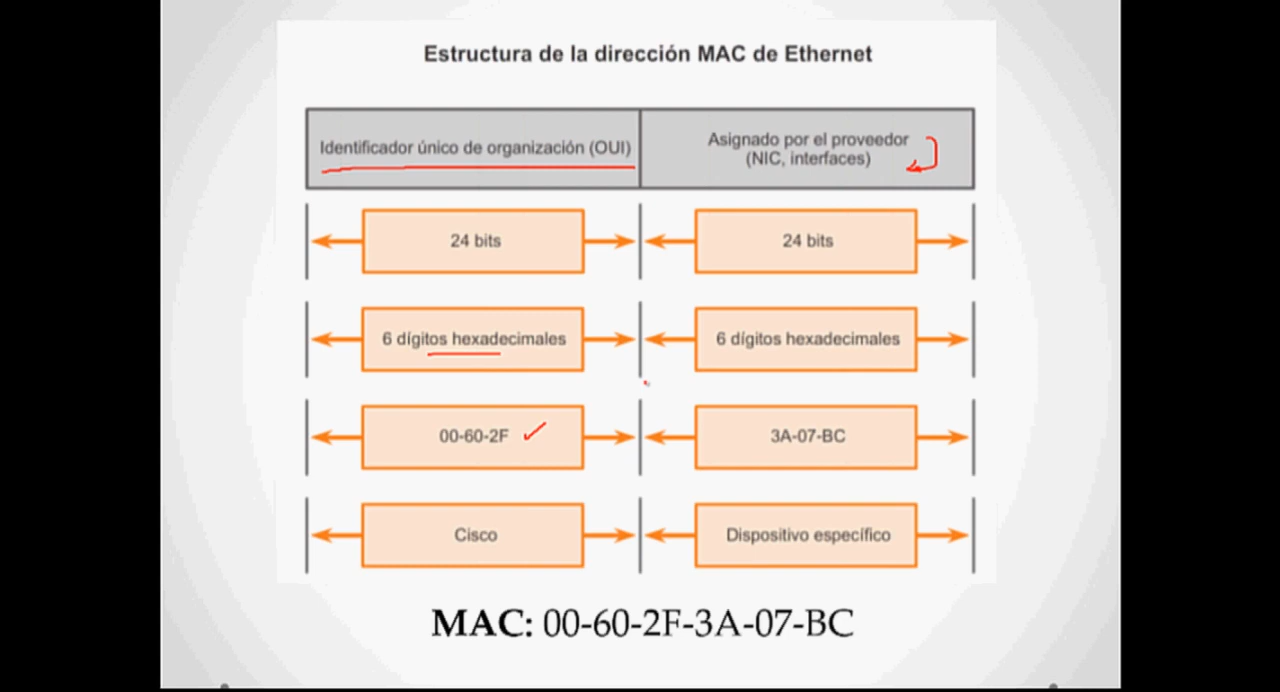 Estructura de la dirección MAC de Ethernet
Identificador único de organización (OUI)
Asignado por el proveedor
(NIC, interfaces)
24 bits
24 bits
6 dígitos hexadecimales
6 dígitos hexadecimales
00-60-2F
3A-07-BC
Cisco
Dispositivo específico
MAC: 00-60-2F-3A-07-BC